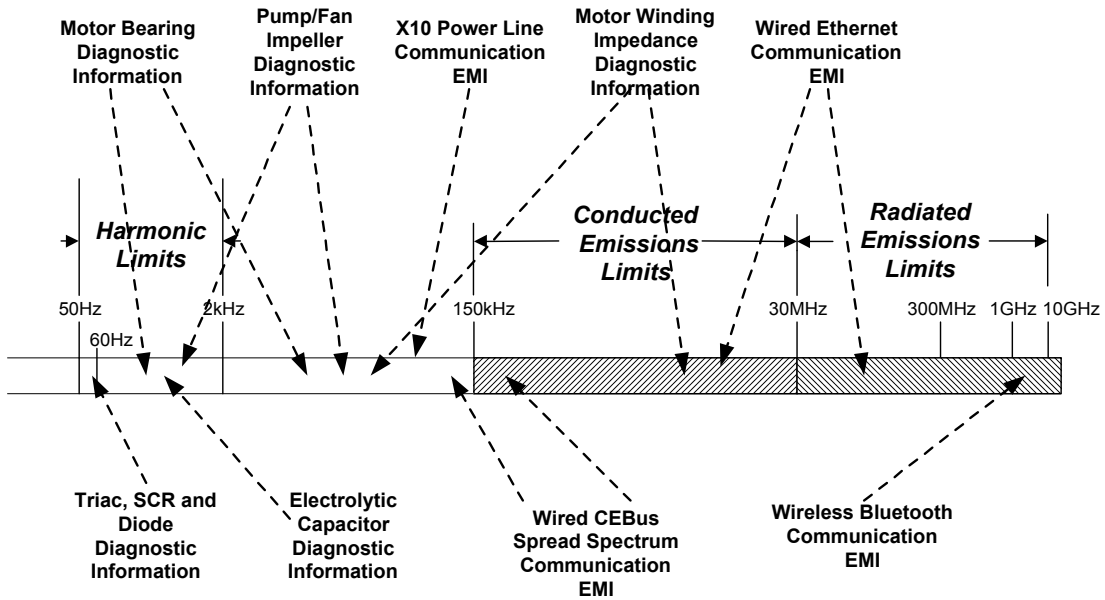 Motor Bearing
Diagnostic
Information
Pump/Fan
Impeller
Diagnostic
Information
X10 Power Line
Communication
EMI
Motor Winding
Impedance
Diagnostic
Information
Wired Ethernet
Communication
EMI
Harmonic
Limits
Conducted
Emissions
Limits
Radiated
Emissions
Limits
50Hz
60Hz
2kHz
150kHz
30MHz
300MHz
1GHz
10GHz
Triac, SCR and
Diode
Diagnostic
Information
Electrolytic
Capacitor
Diagnostic
Information
Wired CEBus
Spread Spectrum
Communication
EMI
Wireless Bluetooth
Communication
EMI